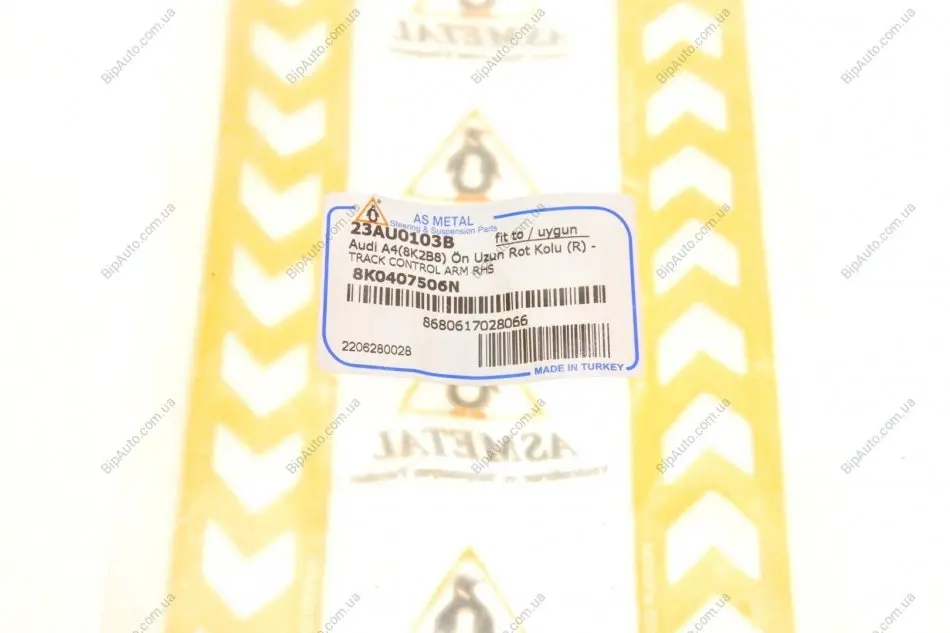 ASMETAL
AS METAL
Steering & Suspension Parts
23AU0103B fit to / uygun
Audi A4(8K2B8) Ön Uzun Rot Kolu (R) -
TRACK CONTROL ARM RHS
8K0407506N
8680617028066
2206280028
MADE IN TURKEY
ASMETAL
BipAuto.com.ua